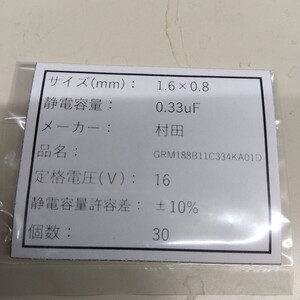 サイズ(mm)： 1.6×0.8
静電容量： 0.33uF
メーカー： 村田
品名： GRM188B11C334KA01D
定格電圧(V)： 16
静電容量許容差： ±10%
個数： 30